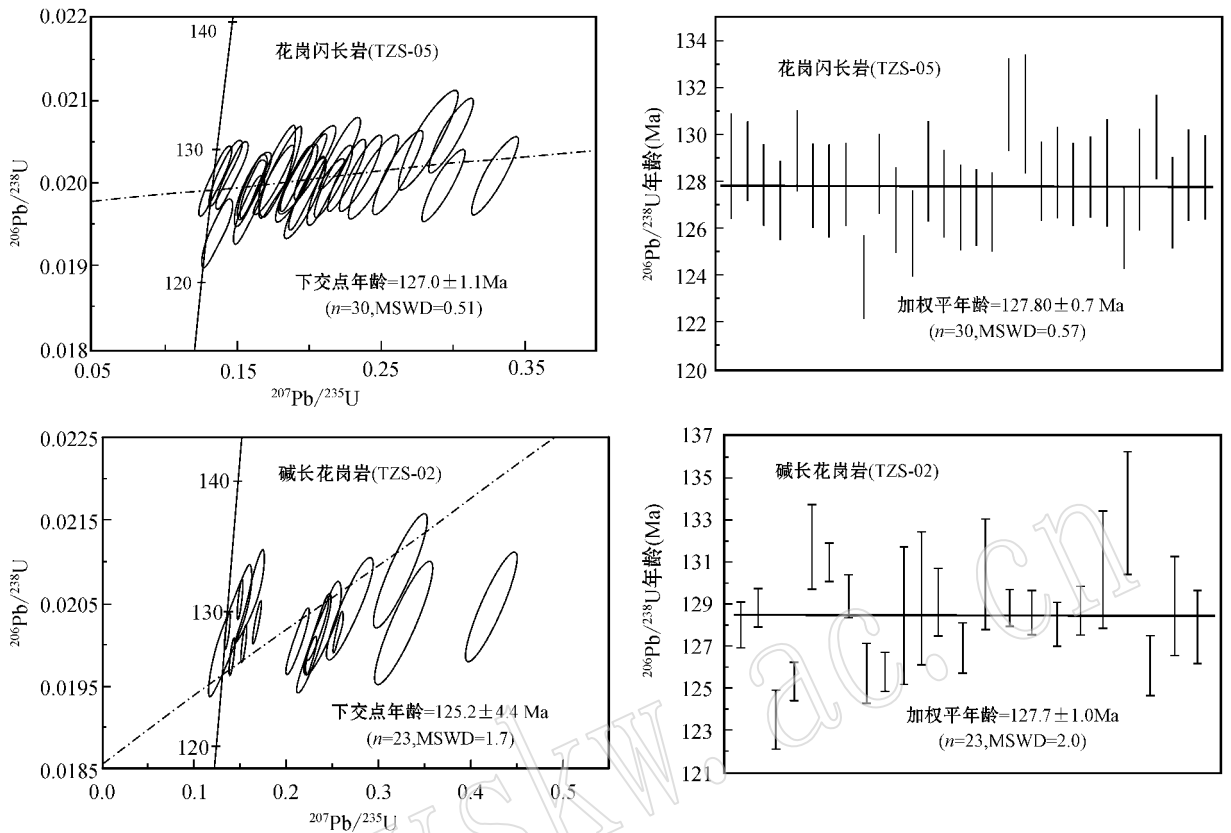 0.022
0.021
0.020
0.019
0.018
206Pb/238U
140
130
120
花岗闪长岩(TZS-05)
下交点年龄=127.0±1.1Ma
(n=30,MSWD=0.51)
0.05
0.15
0.25
0.35
207Pb/235U
134
132
130
128
126
124
122
120
206Pb/238U年龄(Ma)
花岗闪长岩(TZS-05)
加权平年龄=127.80±0.7 Ma
(n=30,MSWD=0.57)
0.0225
0.0215
0.0205
0.0195
0.0185
206Pb/238U
140
130
120
碱长花岗岩(TZS-02)
下交点年龄=125.2±4.4 Ma
(n=23,MSWD=1.7)
0.0
0.1
0.2
0.3
0.4
0.5
207Pb/235U
137
135
133
131
129
127
125
123
121
206Pb/238U年龄(Ma)
碱长花岗岩(TZS-02)
加权平年龄=127.7±1.0Ma
(n=23,MSWD=2.0)
yskw.ac.cn